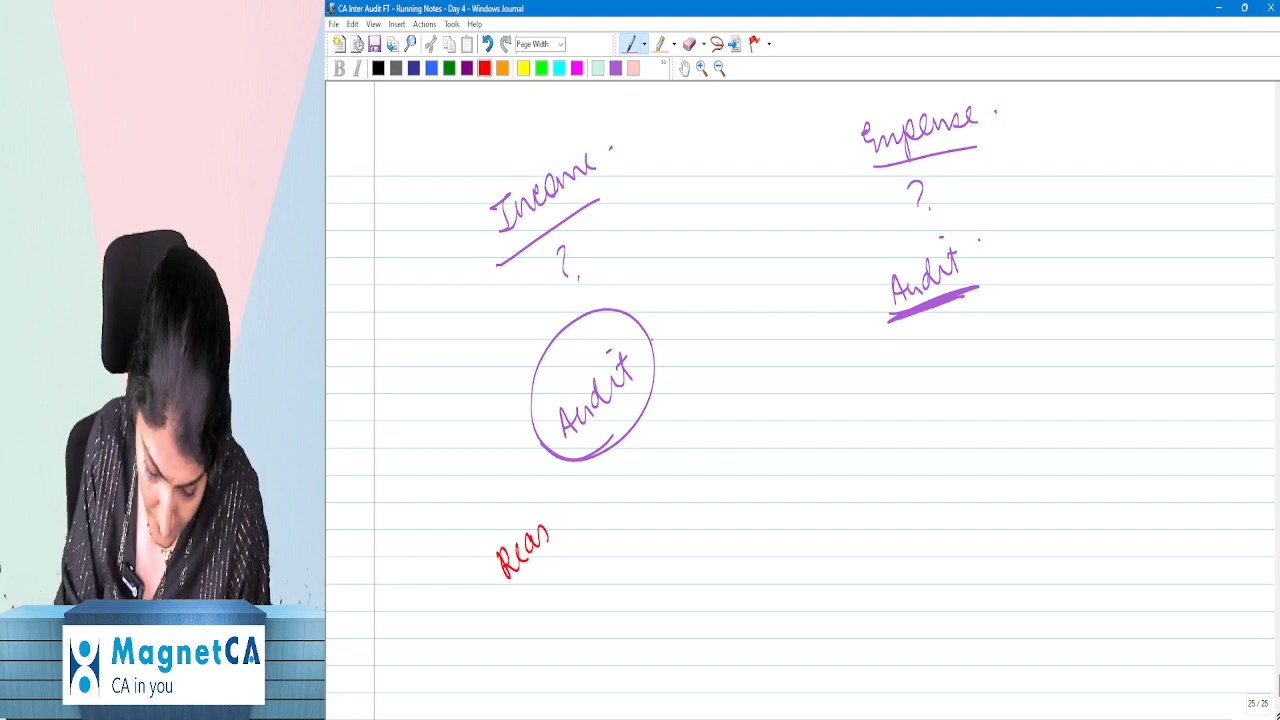 CA Inter Audit FT - Running Notes - Day 4 - Windows Journal
File Edit View Insert Actions Tools Help
Page Width
B I
Income.
?
Audit
Expense.
?
Audit.
Reas
MagnetCA
CA in you
25 / 25